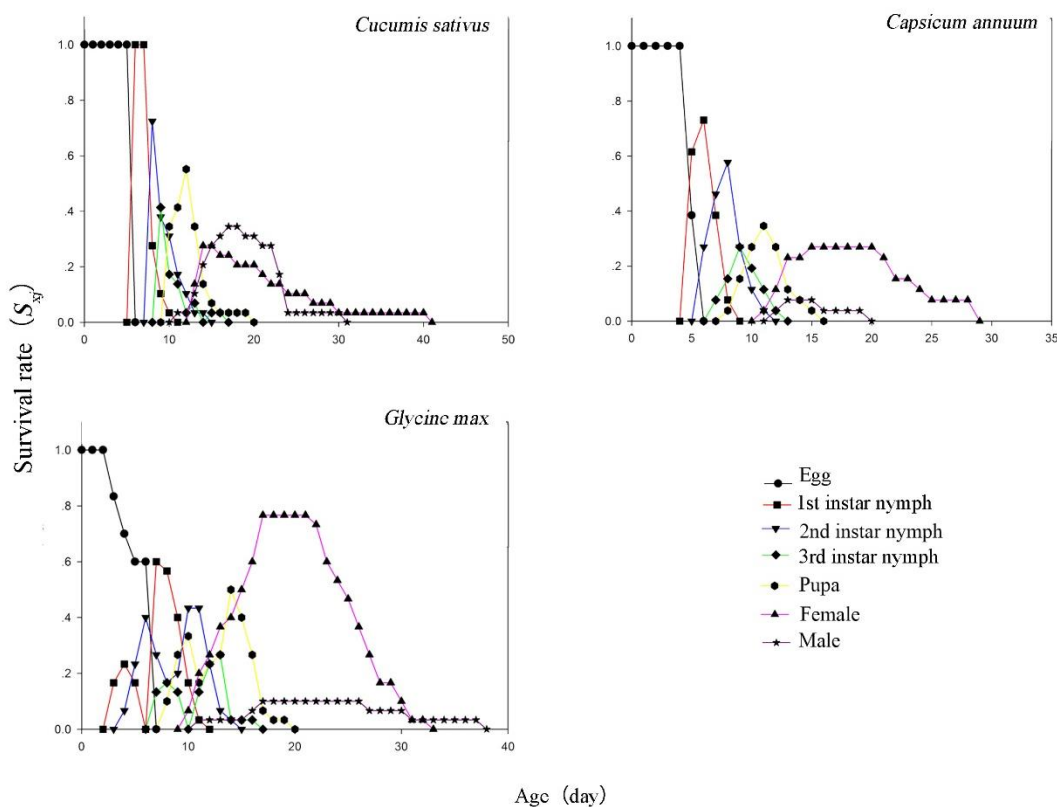 Cucumis sativus
1.0
.8
.6
.4
.2
0.0
0 10 20 30 40 50
Capsicum annuum
1.0
.8
.6
.4
.2
0.0
0 5 10 15 20 25 30 35
Survival rate (Sxj)
Glycine max
1.0
.8
.6
.4
.2
0.0
0 10 20 30 40
Egg
1st instar nymph
2nd instar nymph
3rd instar nymph
Pupa
Female
Male
Age (day)